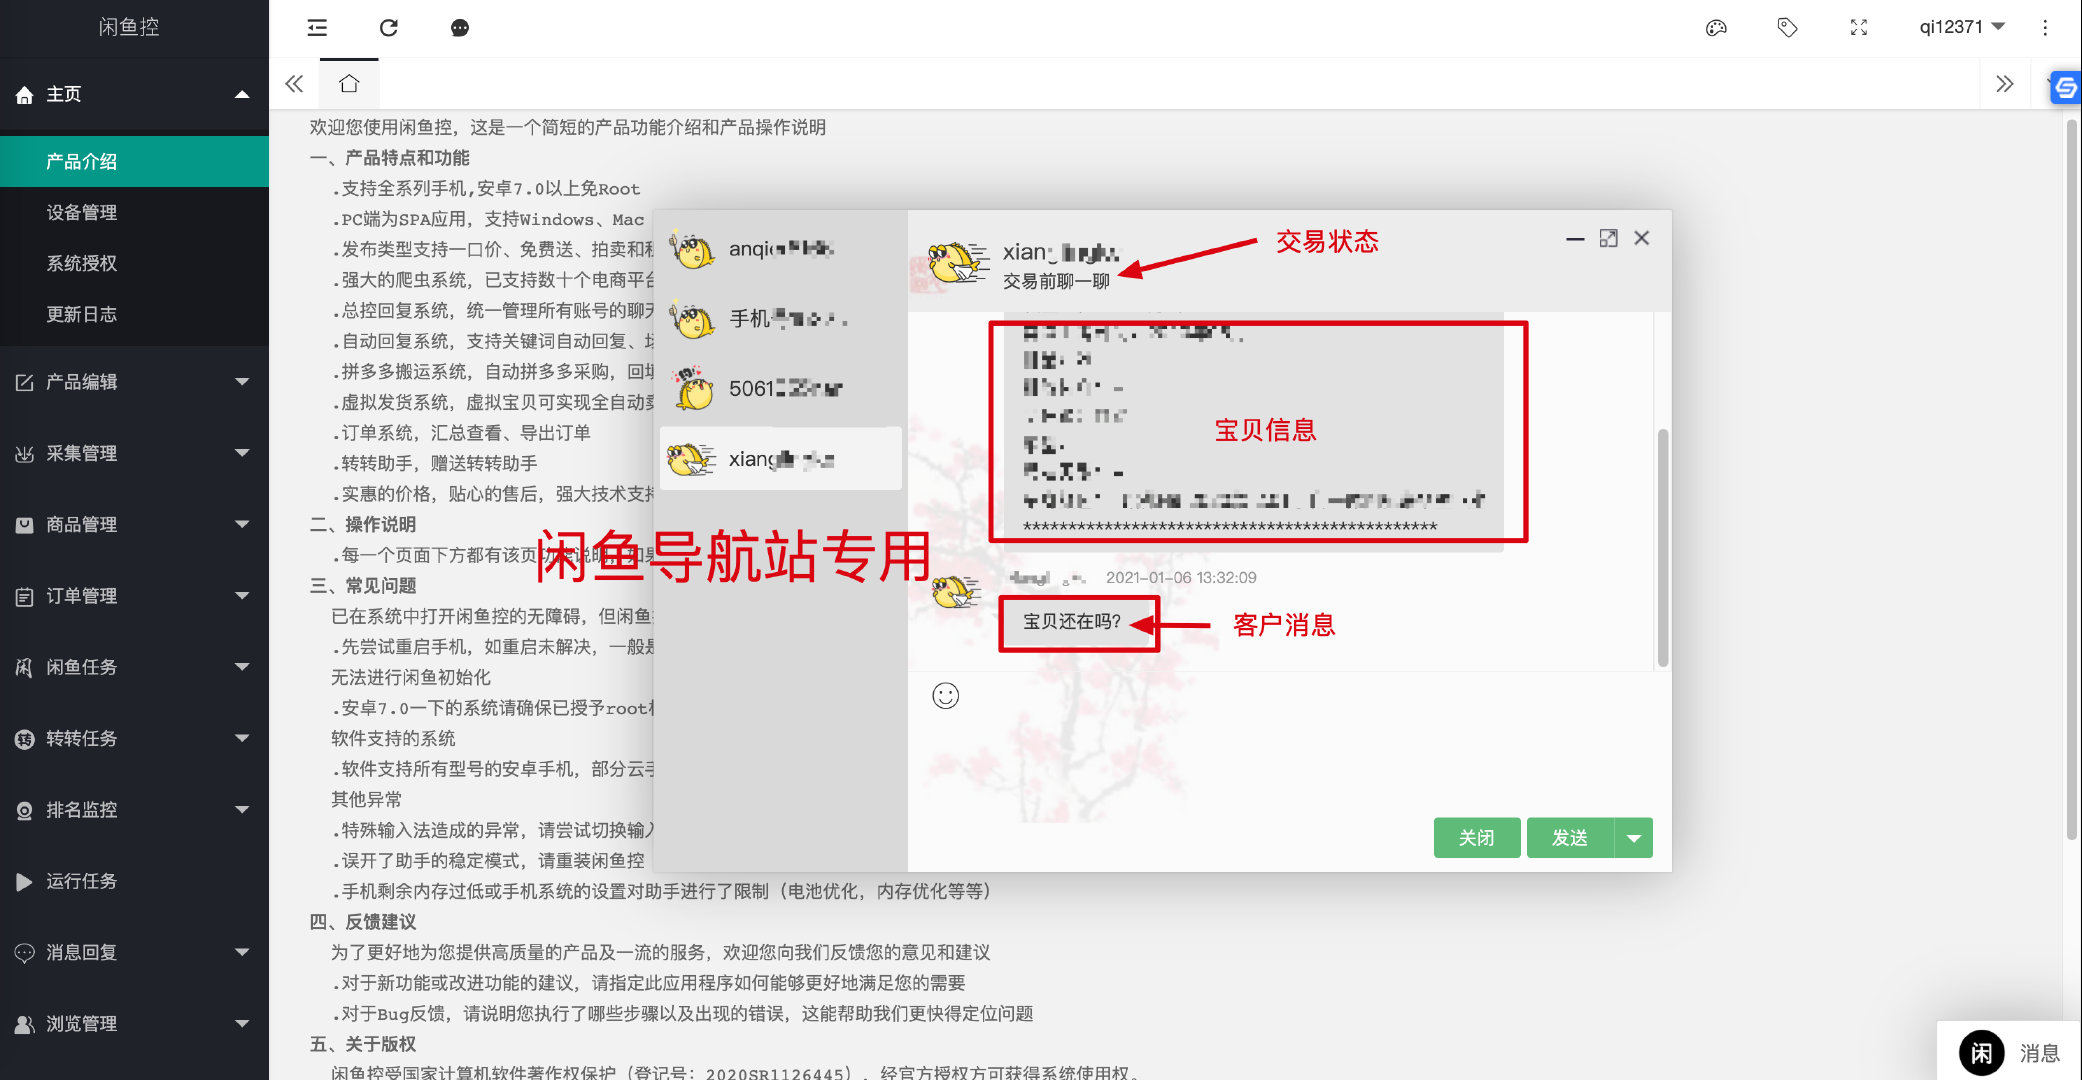 闲鱼控
qi12371
主页
产品介绍
设备管理
系统授权
更新日志
产品编辑
采集管理
商品管理
订单管理
闲鱼任务
转转任务
排名监控
运行任务
消息回复
浏览管理
欢迎您使用闲鱼控，这是一个简短的产品功能介绍和产品操作说明
一、产品特点和功能
.支持全系列手机,安卓7.0以上免Root
.PC端为SPA应用，支持Windows、Mac
.发布类型支持一口价、免费送、拍卖和
.强大的爬虫系统，已支持数十个电商平台
.总控回复系统，统一管理所有账号的聊
.自动回复系统，支持关键词自动回复、
.拼多多搬运系统，自动拼多多采购，回填
.虚拟发货系统，虚拟宝贝可实现全自动
.订单系统，汇总查看、导出订单
.转转助手，赠送转转助手
.实惠的价格，贴心的售后，强大技术支持
二、操作说明
.每一个页面下方都有该页功能说明，如果
三、常见问题
已在系统中打开闲鱼控的无障碍，但闲鱼
.先尝试重启手机，如重启未解决，一般是
无法进行闲鱼初始化
.安卓7.0一下的系统请确保已授予root
软件支持的系统
.软件支持所有型号的安卓手机，部分云手
其他异常
.特殊输入法造成的异常，请尝试切换输入
.误开了助手的稳定模式，请重装闲鱼控
.手机剩余内存过低或手机系统的设置对助手进行了限制（电池优化，内存优化等等）
四、反馈建议
为了更好地为您提供高质量的产品及一流的服务，欢迎您向我们反馈您的意见和建议
.对于新功能或改进功能的建议，请指定此应用程序如何能够更好地满足您的需要
.对于Bug反馈，请说明您执行了哪些步骤以及出现的错误，这能帮助我们更快得定位问题
五、关于版权
闲鱼控受国家计算机软件著作权保护（登记号：2020SR1126445），经官方授权方可获得系统使用权。
anqi
手机
5061
xiang
xiang
交易前聊一聊
交易状态
宝贝信息
**********************************************
2021-01-06 13:32:09
宝贝还在吗?
客户消息
闲鱼导航站专用
关闭
发送
闲
消息